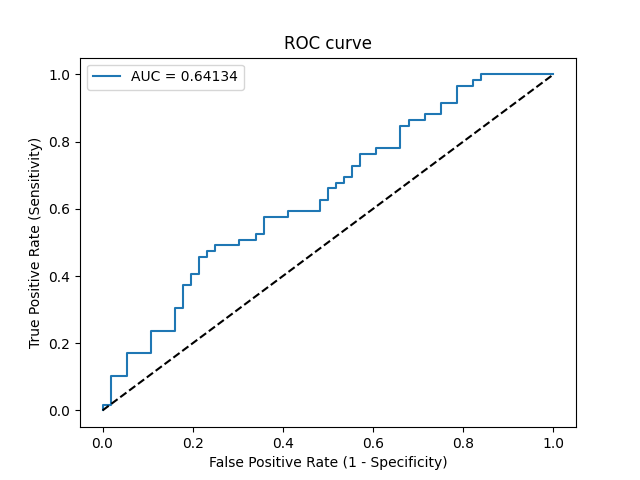 ROC curve
AUC = 0.64134
True Positive Rate (Sensitivity)
1.0
0.8
0.6
0.4
0.2
0.0
0.0 0.2 0.4 0.6 0.8 1.0
False Positive Rate (1 - Specificity)